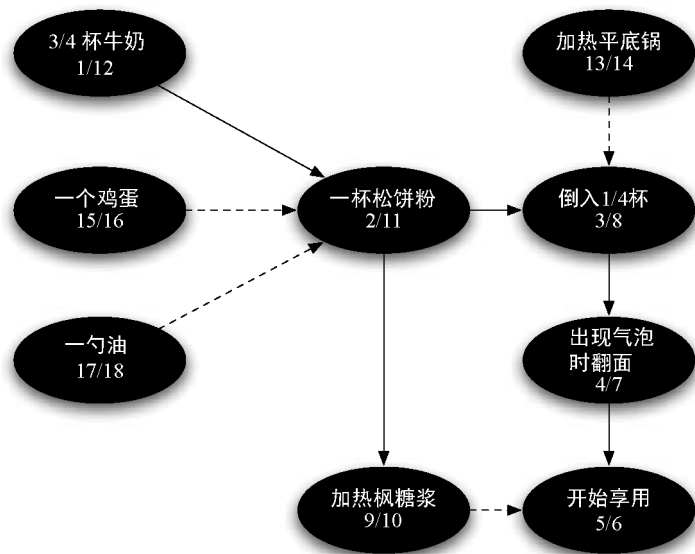 3/4 杯牛奶
1/12
加热平底锅
13/14
一个鸡蛋
15/16
一杯松饼粉
2/11
倒入1/4杯
3/8
一勺油
17/18
出现气泡
时翻面
4/7
加热枫糖浆
9/10
开始享用
5/6